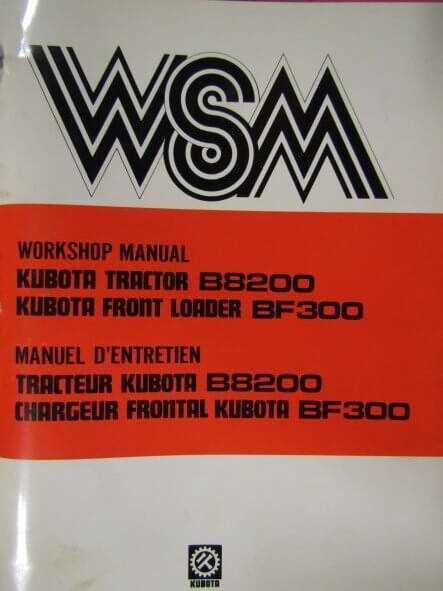 WSM
WORKSHOP MANUAL
KUBOTA TRACTOR B8200
KUBOTA FRONT LOADER BF300
MANUEL D'ENTRETIEN
TRACTEUR KUBOTA B8200
CHARGEUR FRONTAL KUBOTA BF300
KUBOTA